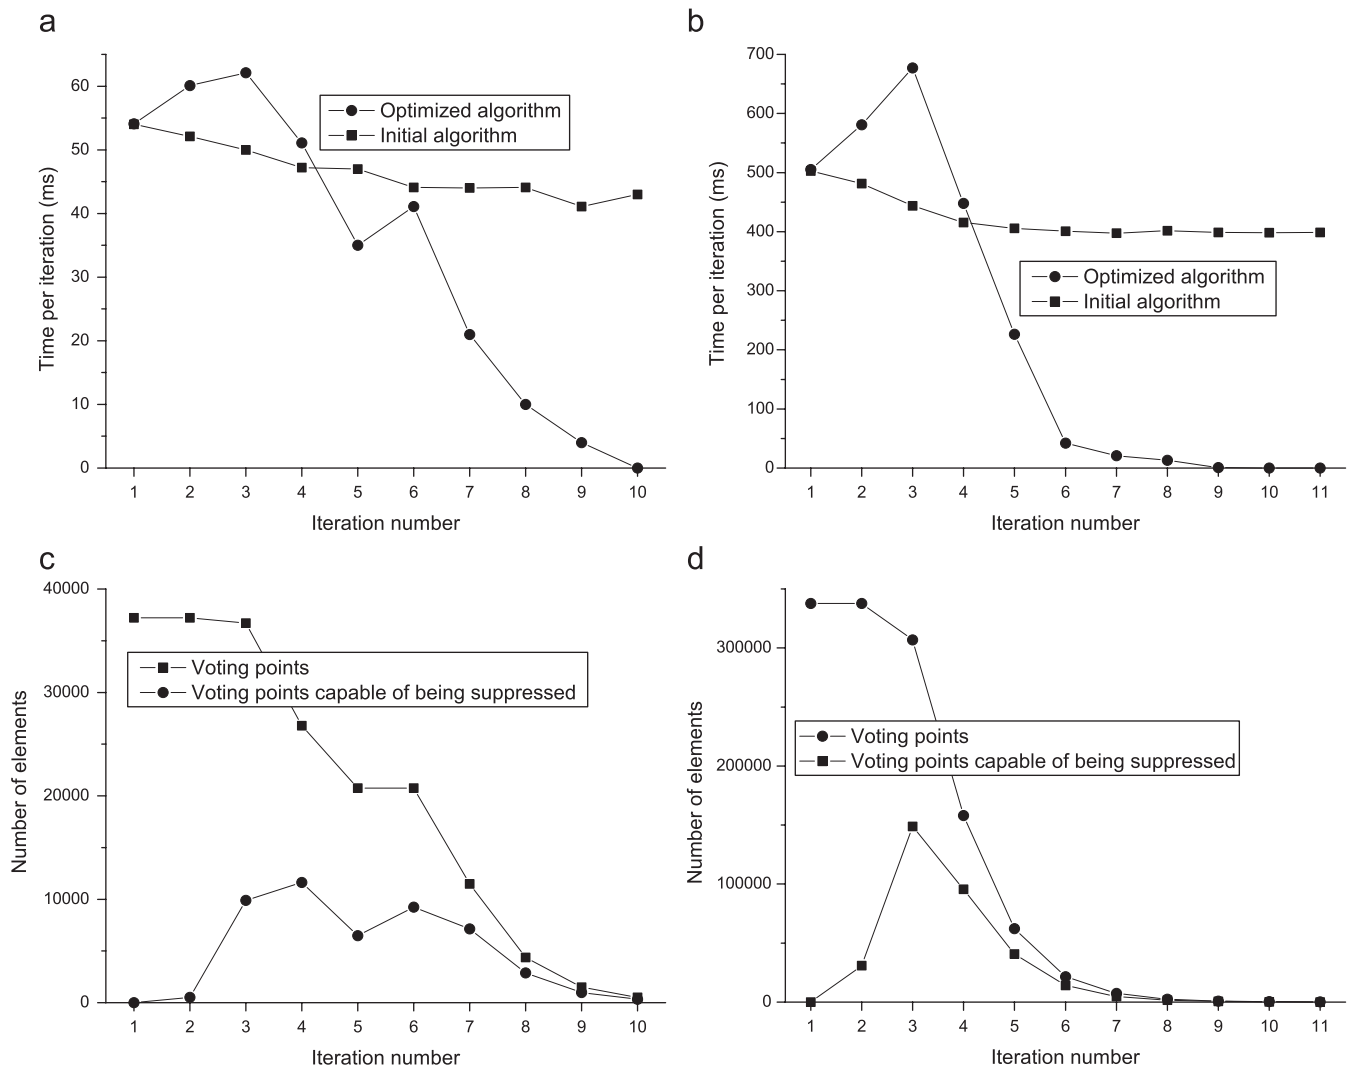 a
60
50
40
30
20
10
0
Time per iteration (ms)
Optimized algorithm
Initial algorithm
1 2 3 4 5 6 7 8 9 10
Iteration number
b
700
600
500
400
300
200
100
0
Time per iteration (ms)
Optimized algorithm
Initial algorithm
1 2 3 4 5 6 7 8 9 10 11
Iteration number
c
40000
30000
20000
10000
0
Number of elements
Voting points
Voting points capable of being suppressed
1 2 3 4 5 6 7 8 9 10
Iteration number
d
300000
200000
100000
0
Number of elements
Voting points
Voting points capable of being suppressed
1 2 3 4 5 6 7 8 9 10 11
Iteration number